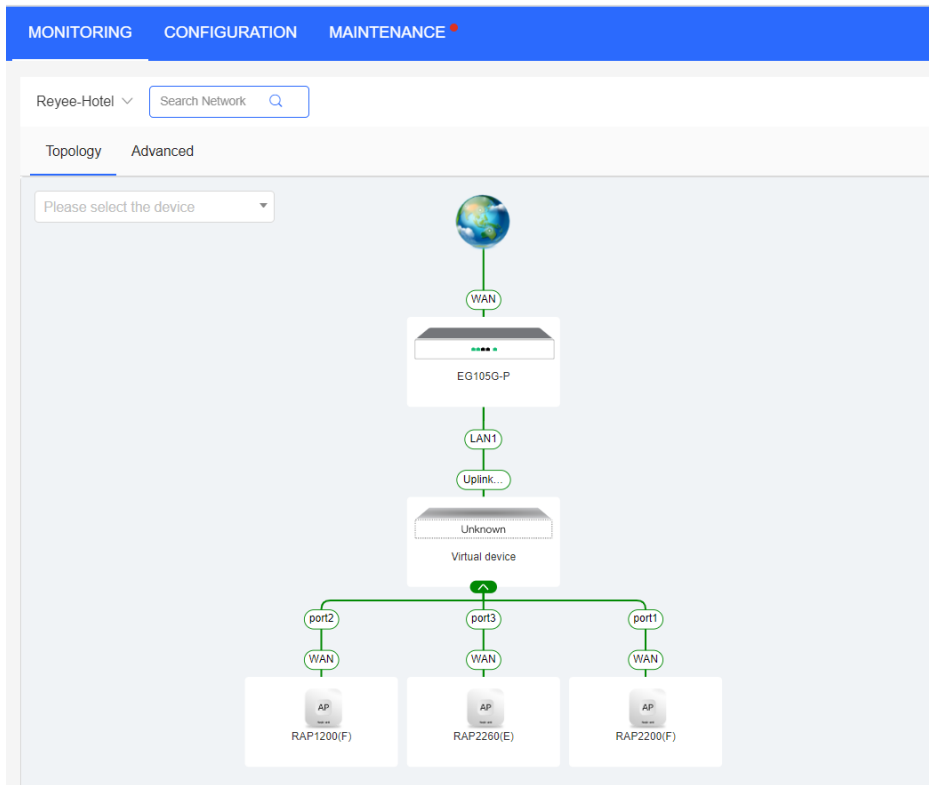 MONITORING CONFIGURATION MAINTENANCE
Reyee-Hotel Search Network
Topology Advanced
Please select the device
WAN
EG105G-P
LAN1
Uplink...
Unknown
Virtual device
port2 port3 port1
WAN WAN WAN
AP AP AP
RAP1200(F) RAP2260(E) RAP2200(F)